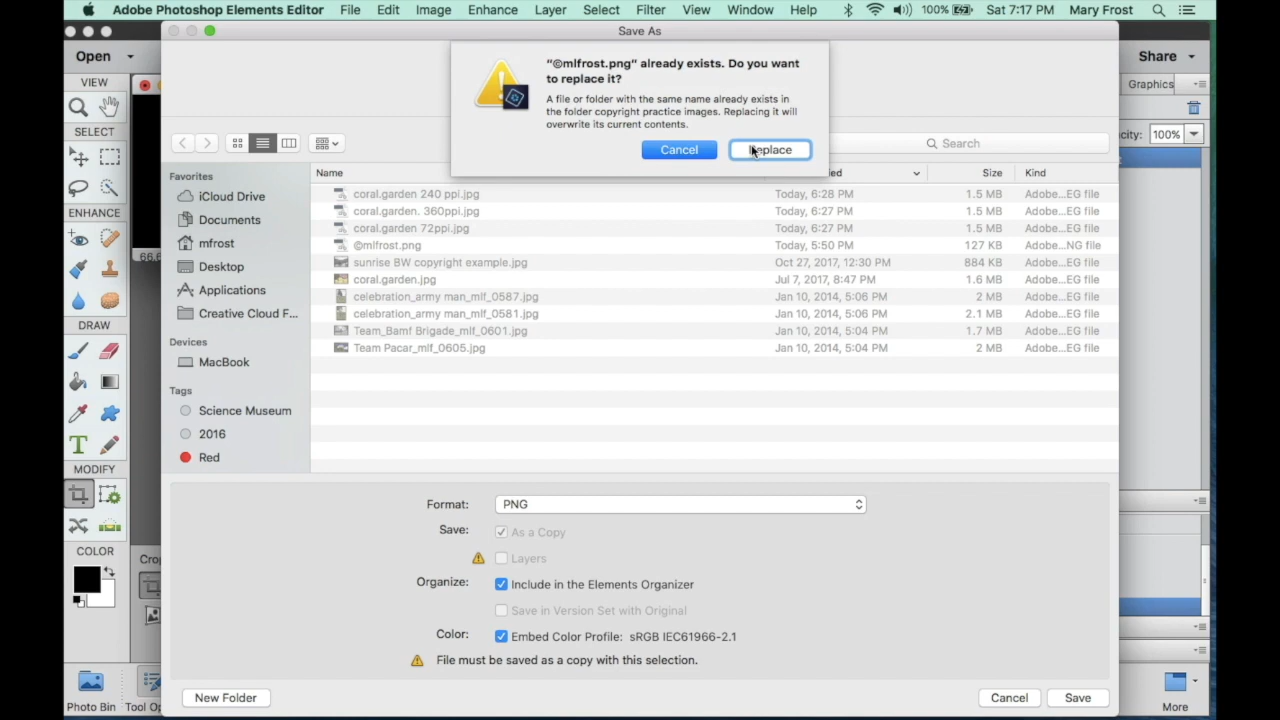 Adobe Photoshop Elements Editor File Edit Image Enhance Layer Select Filter View Window Help 100% Sat 7:17 PM Mary Frost
Save As
Open
Share
"©mlfrost.png" already exists. Do you want
to replace it?
A file or folder with the same name already exists in
the folder copyright practice images. Replacing it will
overwrite its current contents.
Cancel
VIEW
Graphics
SELECT
100%
Search
Name Size Kind
Favorites
iCloud Drive
Documents
mfrost
Desktop
Applications
Creative Cloud F...
Devices
MacBook
Tags
Science Museum
2016
Red
coral.garden 240 ppi.jpg Today, 6:28 PM 1.5 MB Adobe...EG file
coral.garden. 360ppi.jpg Today, 6:27 PM 1.5 MB Adobe...EG file
coral.garden 72ppi.jpg Today, 6:27 PM 1.5 MB Adobe...EG file
©mlfrost.png Today, 5:50 PM 127 KB Adobe...NG file
sunrise BW copyright example.jpg Oct 27, 2017, 12:30 PM 884 KB Adobe...EG file
coral.garden.jpg Jul 7, 2017, 8:47 PM 1.6 MB Adobe...EG file
celebration_army man_mlf_0587.jpg Jan 10, 2014, 5:06 PM 2 MB Adobe...EG file
celebration_army man_mlf_0581.jpg Jan 10, 2014, 5:06 PM 2.1 MB Adobe...EG file
Team_Bamf Brigade_mlf_0601.jpg Jan 10, 2014, 5:04 PM 1.7 MB Adobe...EG file
Team Pacar_mlf_0605.jpg Jan 10, 2014, 5:04 PM 2 MB Adobe...EG file
ENHANCE
DRAW
MODIFY
COLOR
Format: PNG
Save: As a Copy
Layers
Organize: Include in the Elements Organizer
Save in Version Set with Original
Color: Embed Color Profile: sRGB IEC61966-2.1
File must be saved as a copy with this selection.
New Folder Cancel Save
Photo Bin Tool
More